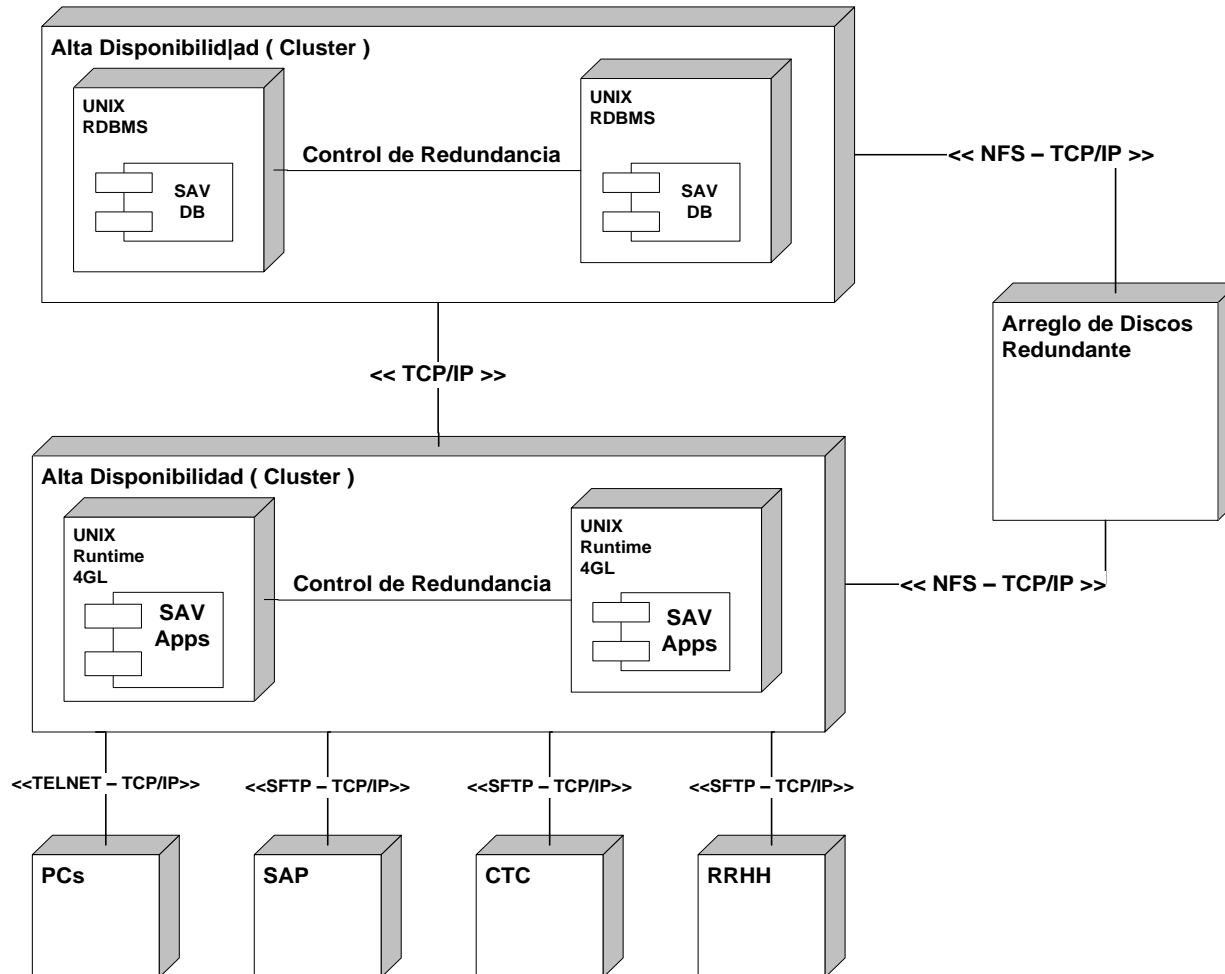 Alta Disponibilid|ad ( Cluster )
UNIX
RDBMS
SAV
DB
Control de Redundancia
UNIX
RDBMS
SAV
DB
<< NFS – TCP/IP >>
Arreglo de Discos
Redundante
<< TCP/IP >>
Alta Disponibilidad ( Cluster )
UNIX
Runtime
4GL
SAV
Apps
Control de Redundancia
UNIX
Runtime
4GL
SAV
Apps
<< NFS – TCP/IP >>
<<TELNET – TCP/IP>>
<<SFTP – TCP/IP>>
<<SFTP – TCP/IP>>
<<SFTP – TCP/IP>>
PCs
SAP
CTC
RRHH